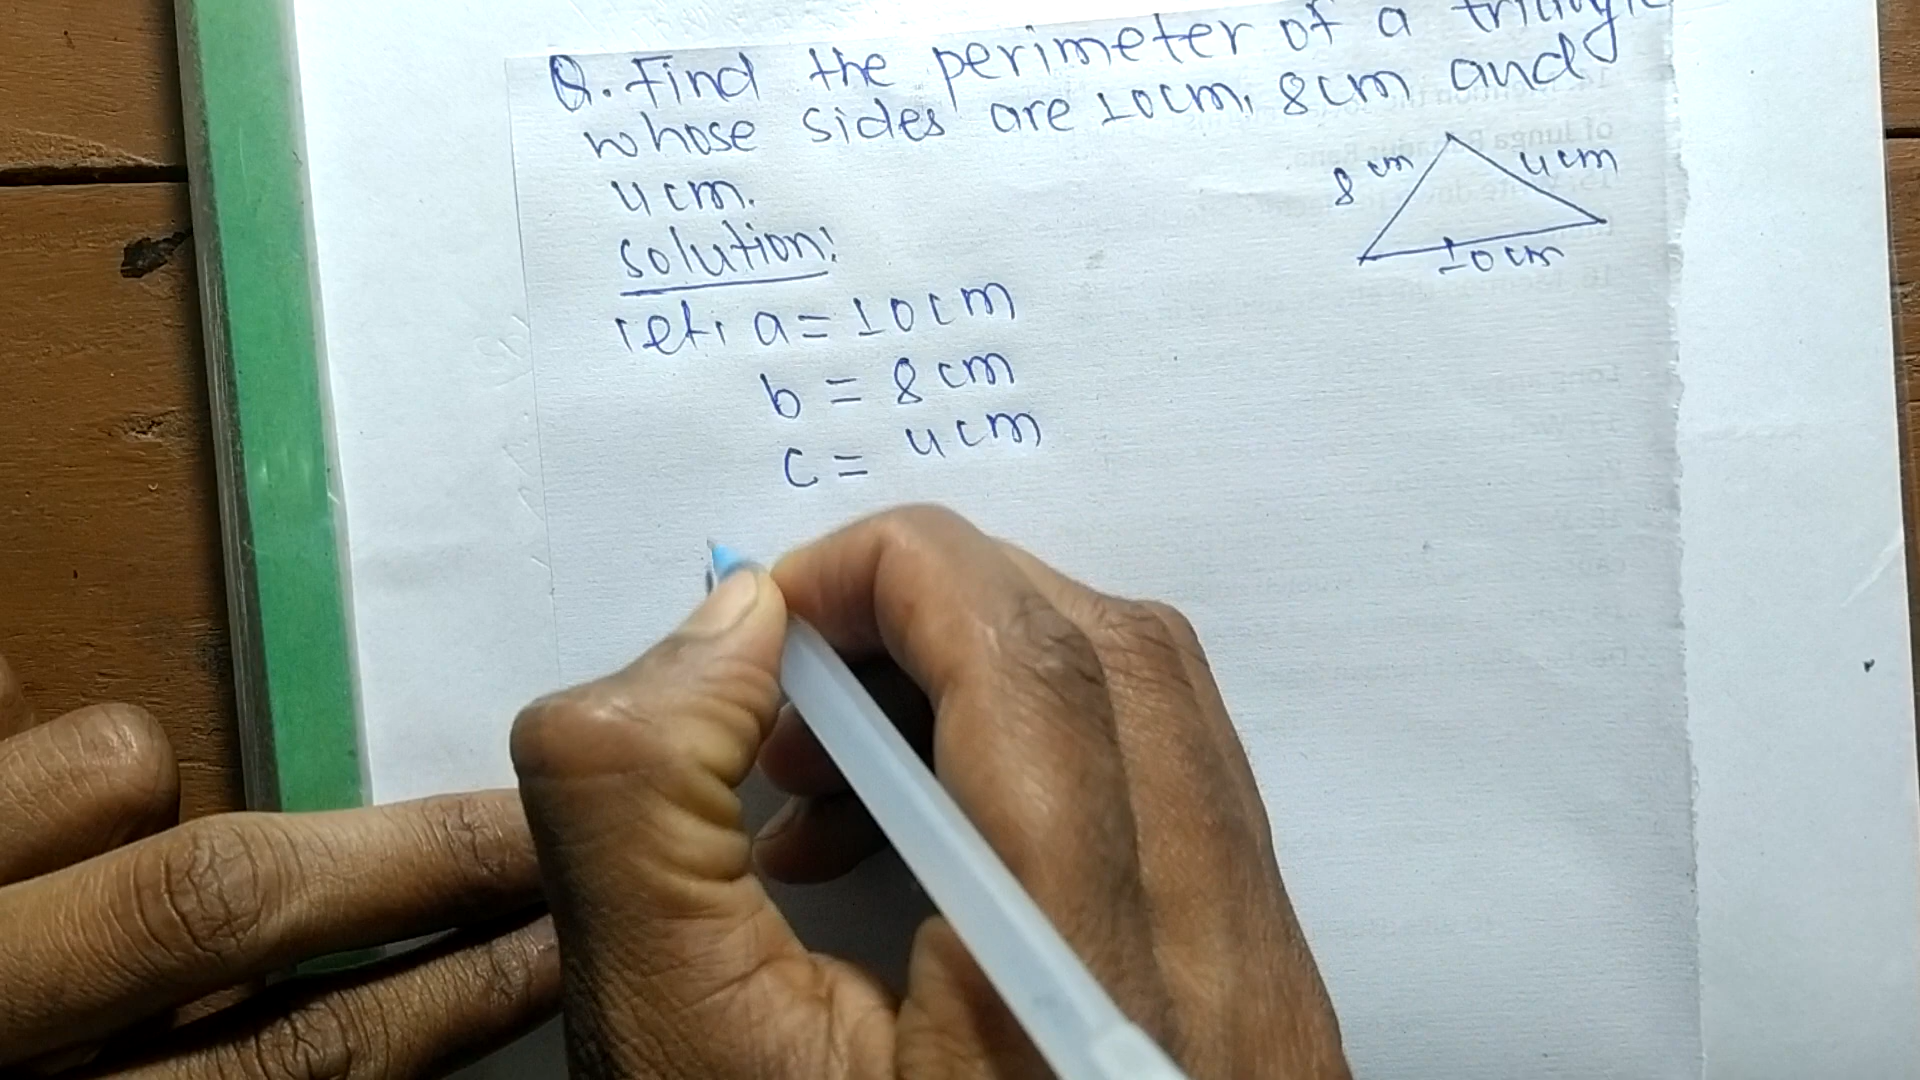 Q. Find the perimeter of a triangle
whose sides are 10cm, 8cm and
4cm.
8 cm
4cm
10cm
solution:
let, a = 10cm
b = 8cm
c = 4cm